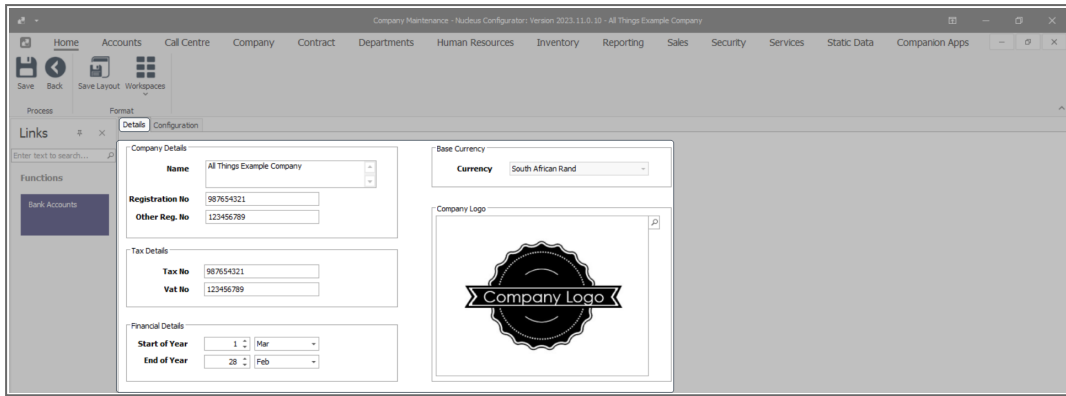 Company Maintenance - Nucleus Configurator: Version 2023.11.0.10 - All Things Example Company
Home Accounts Call Centre Company Contract Departments Human Resources Inventory Reporting Sales Security Services Static Data Companion Apps
Save Back Save Layout Workspaces
Process Format
Links
Details Configuration
Enter text to search...
Functions
Bank Accounts
Company Details
Name All Things Example Company
Registration No 987654321
Other Reg. No 123456789
Tax Details
Tax No 987654321
Vat No 123456789
Financial Details
Start of Year 1 Mar
End of Year 28 Feb
Base Currency
Currency South African Rand
Company Logo
Company Logo